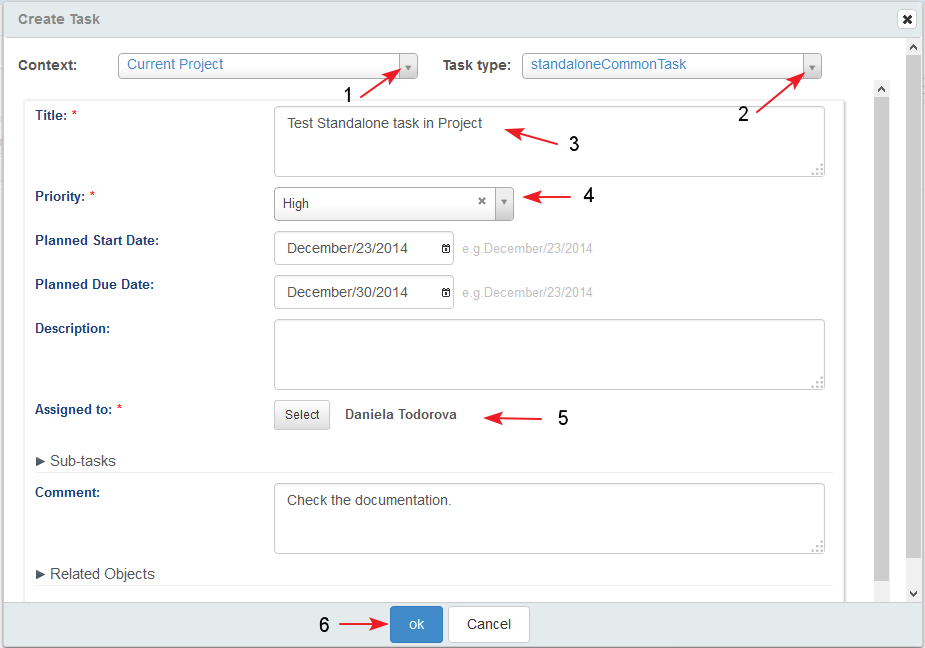 Create Task
Context: Current Project Task type: standaloneCommonTask
1
2
Title: * Test Standalone task in Project
3
Priority: * High 4
Planned Start Date: December/23/2014 e.g.December/23/2014
Planned Due Date: December/30/2014 e.g.December/23/2014
Description:
Assigned to: * Select Daniela Todorova 5
Sub-tasks
Comment: Check the documentation.
Related Objects
6 ok Cancel